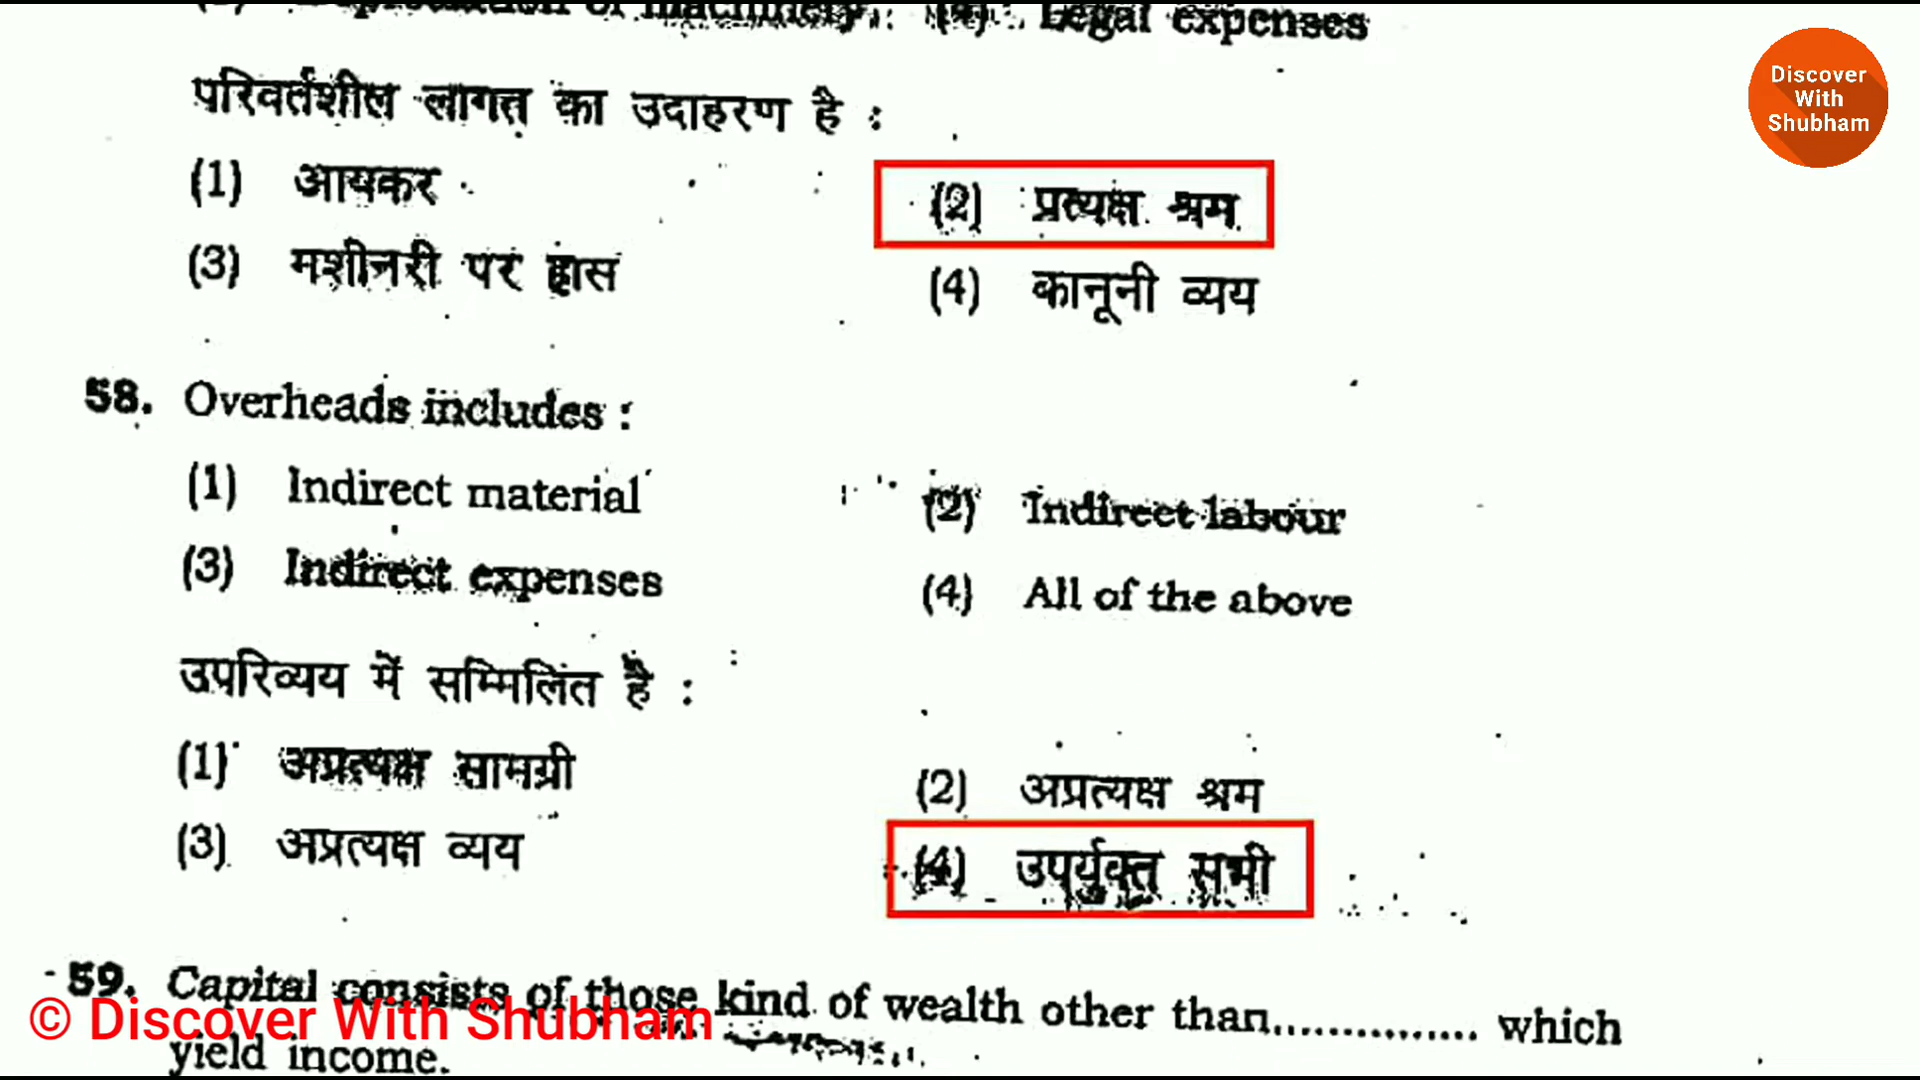 of machinery. (4) Legal expenses
Discover
With
Shubham
परिवर्तशील लागत का उदाहरण है :
(1) आयकर (2) प्रत्यक्ष श्रम
(3) मशीनरी पर ह्रास (4) कानूनी व्यय
58. Overheads includes :
(1) Indirect material (2) Indirect labour
(3) Indirect expenses (4) All of the above
उपरिव्यय में सम्मिलित है :
(1) अप्रत्यक्ष सामग्री (2) अप्रत्यक्ष श्रम
(3) अप्रत्यक्ष व्यय (4) उपर्युक्त सभी
59. Capital consists of those kind of wealth other than............... which
© Discover With Shubham
yield income.